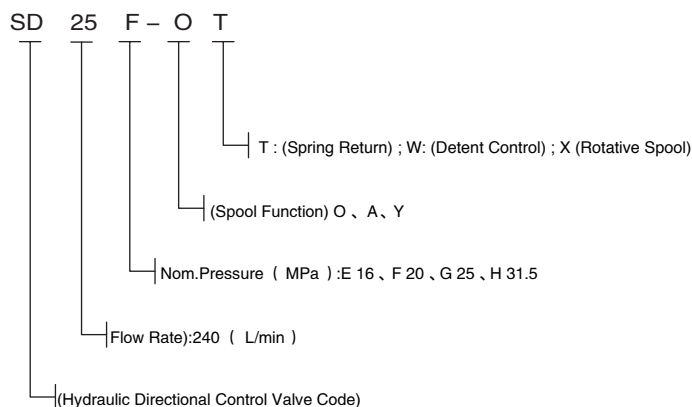 SD 25 F – O T
T : (Spring Return) ; W: (Detent Control) ; X (Rotative Spool)
(Spool Function) O 、A、Y
Nom.Pressure ( MPa ):E 16 、F 20 、G 25 、H 31.5
Flow Rate):240 ( L/min )
(Hydraulic Directional Control Valve Code)